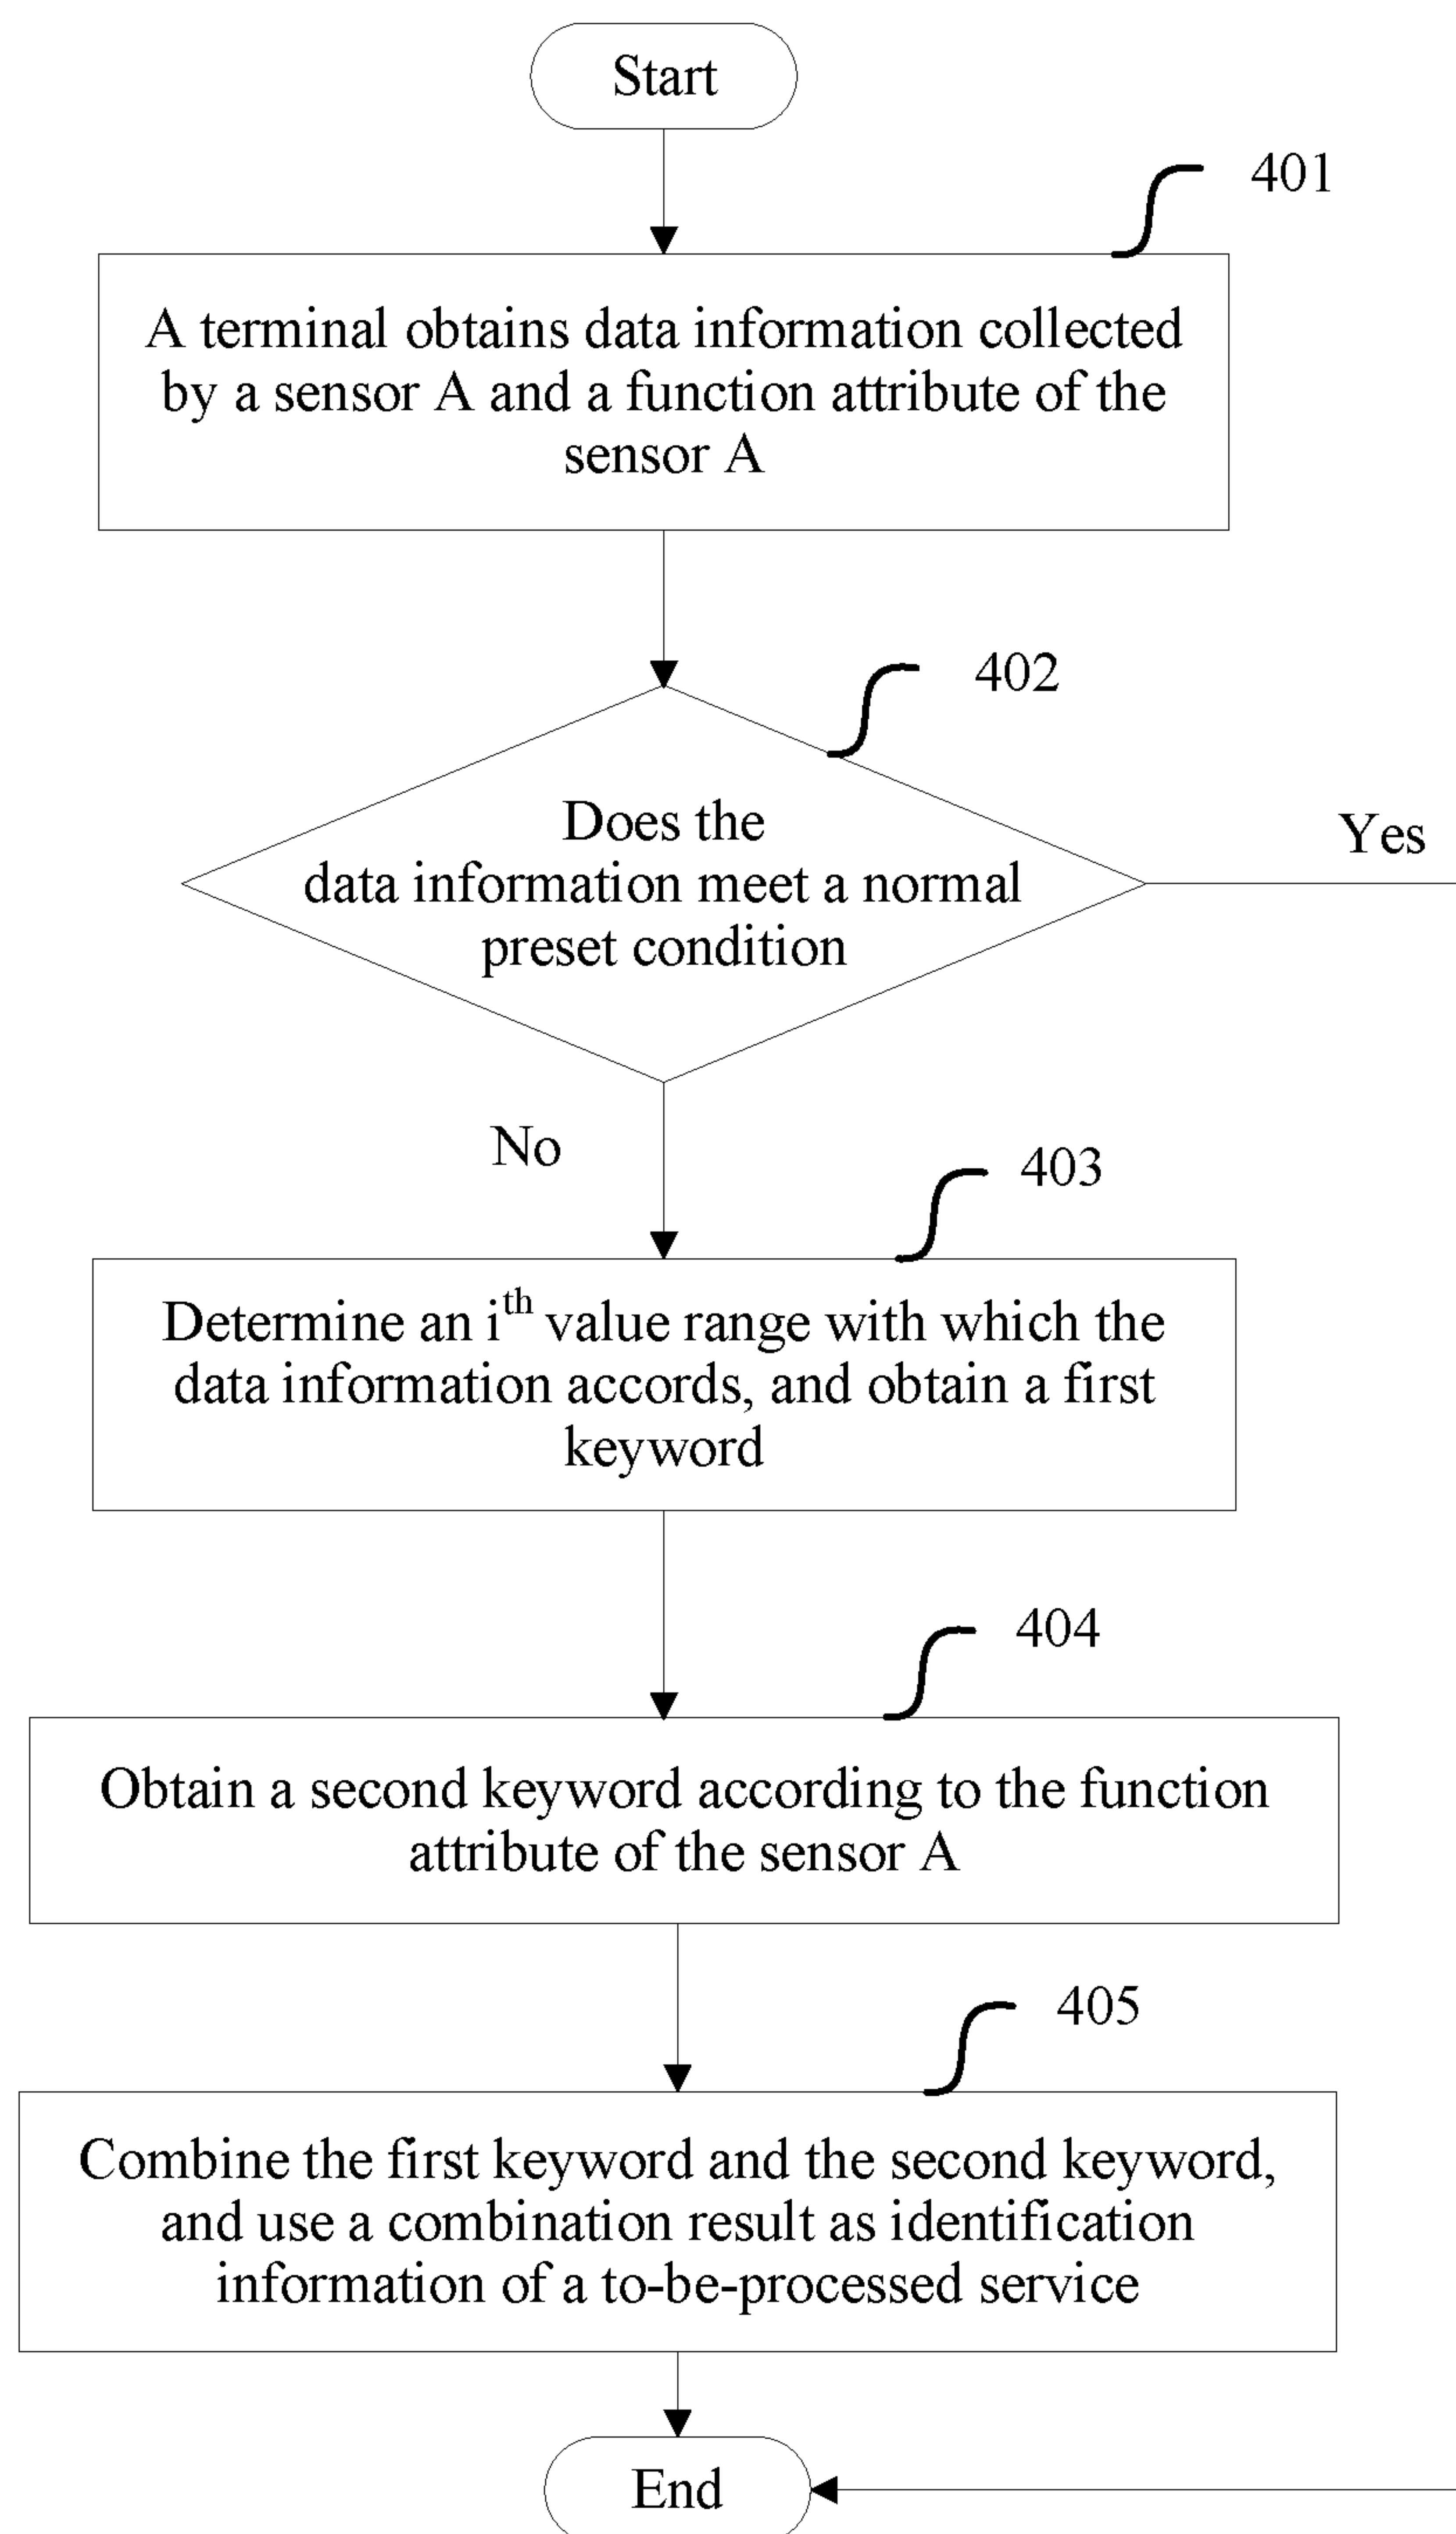 Start
401
A terminal obtains data information collected
by a sensor A and a function attribute of the
sensor A
402
Does the
data information meet a normal
preset condition
Yes
No
403
Determine an iᵗʰ value range with which the
data information accords, and obtain a first
keyword
404
Obtain a second keyword according to the function
attribute of the sensor A
405
Combine the first keyword and the second keyword,
and use a combination result as identification
information of a to-be-processed service
End